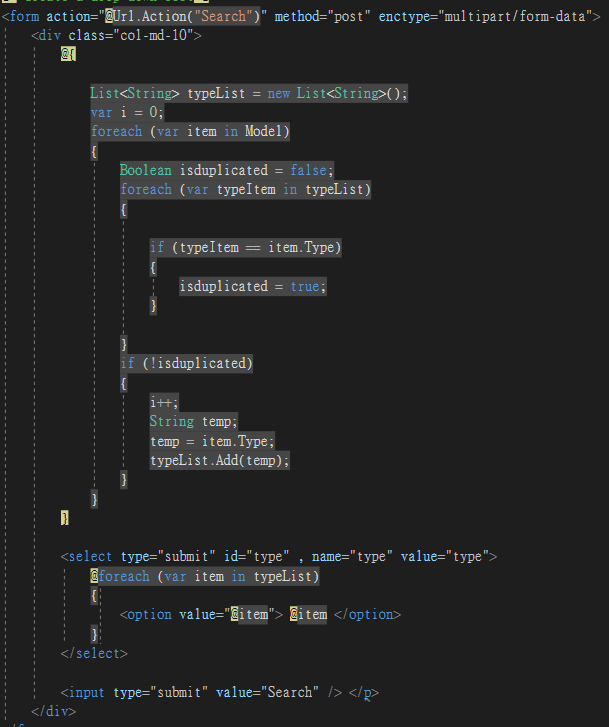 <form action="@Url.Action("Search")" method="post" enctype="multipart/form-data">
<div class="col-md-10">
@{
List<String> typeList = new List<String>();
var i = 0;
foreach (var item in Model)
{
Boolean isduplicated = false;
foreach (var typeItem in typeList)
{
if (typeItem == item.Type)
{
isduplicated = true;
}
}
if (!isduplicated)
{
i++;
String temp;
temp = item.Type;
typeList.Add(temp);
}
}
}
<select type="submit" id="type" , name="type" value="type">
@foreach (var item in typeList)
{
<option value="@item"> @item </option>
}
</select>
<input type="submit" value="Search" /> </p>
</div>